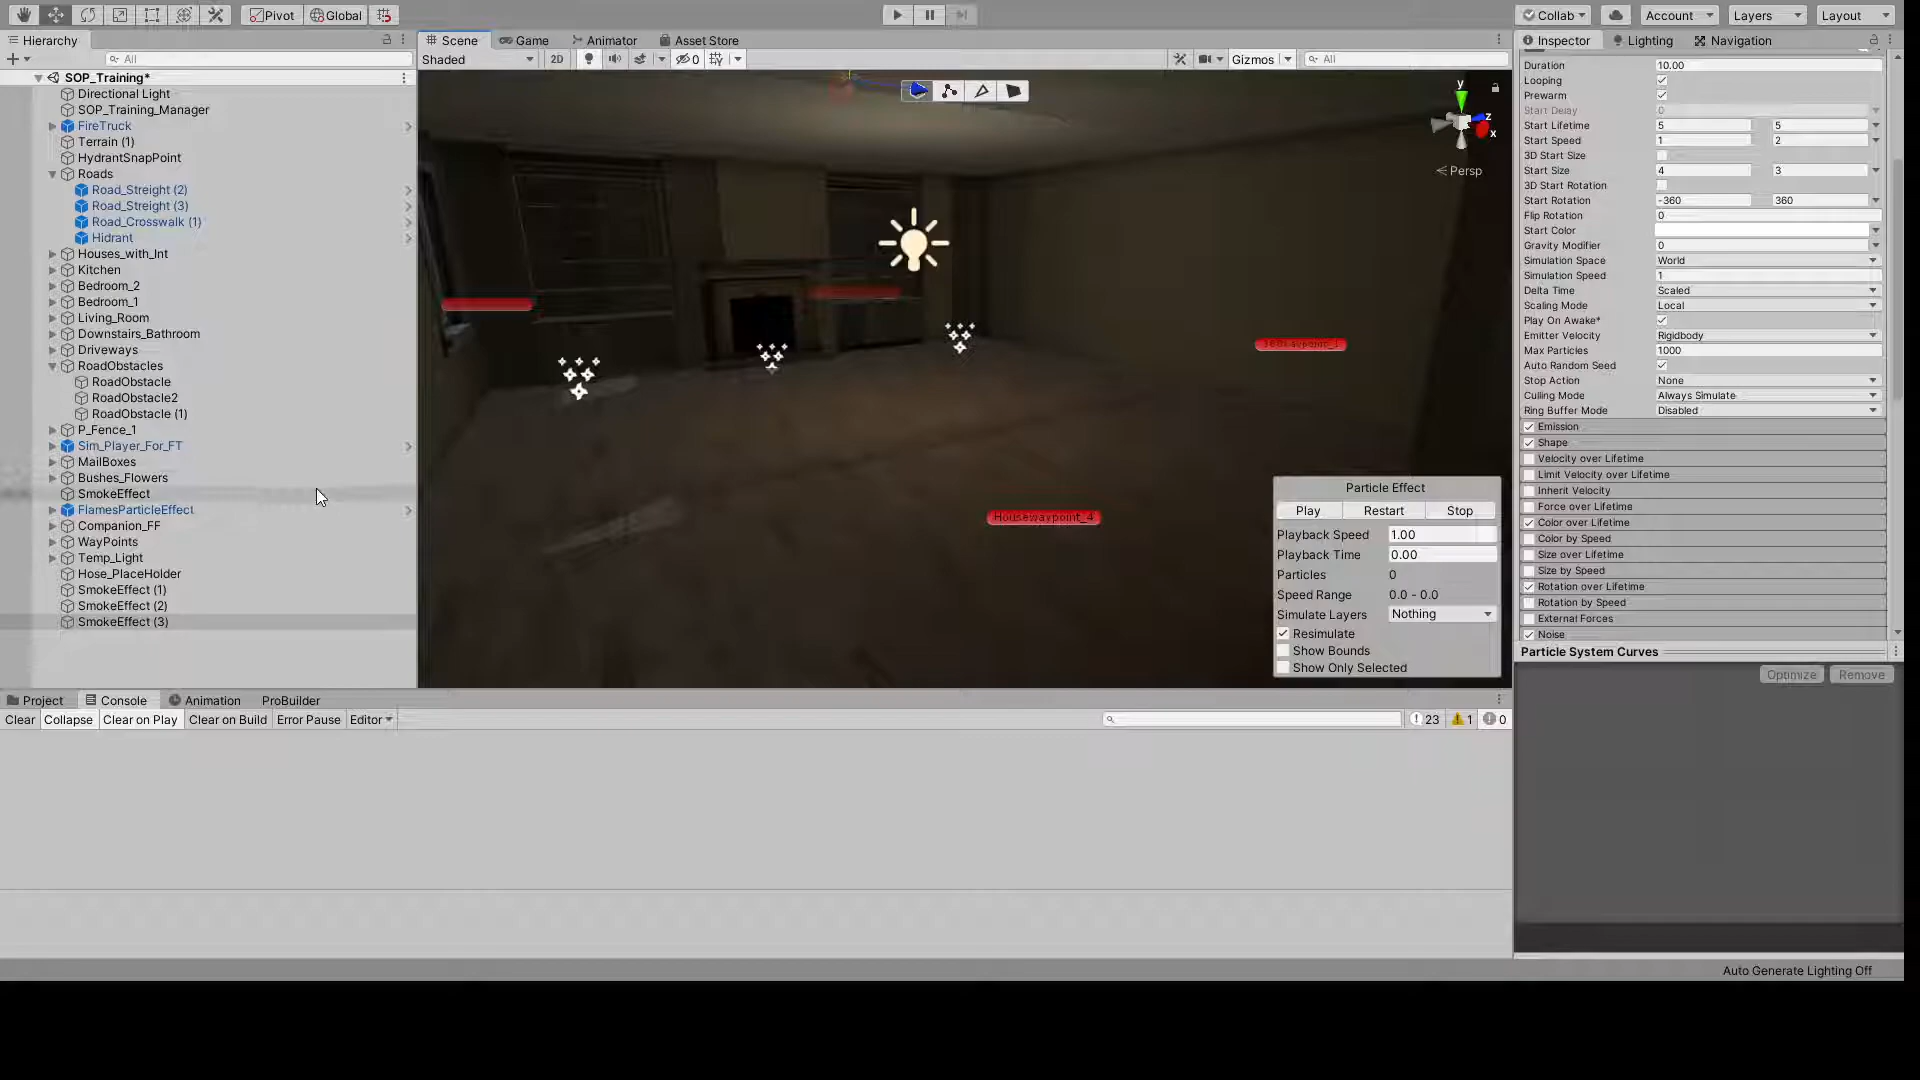 Pivot Global Collab Account Layers Layout
Hierarchy Scene Game Animator Asset Store Inspector Lighting Navigation
All Shaded 2D 0 Gizmos All
SOP_Training*
Directional Light
SOP_Training_Manager
FireTruck
Terrain (1)
HydrantSnapPoint
Roads
Road_Streight (2)
Road_Streight (3)
Road_Crosswalk (1)
Hidrant
Houses_with_Int
Kitchen
Bedroom_2
Bedroom_1
Living_Room
Downstairs_Bathroom
Driveways
RoadObstacles
RoadObstacle
RoadObstacle2
RoadObstacle (1)
P_Fence_1
Sim_Player_For_FT
MailBoxes
Bushes_Flowers
SmokeEffect
FlamesParticleEffect
Companion_FF
WayPoints
Temp_Light
Hose_PlaceHolder
SmokeEffect (1)
SmokeEffect (2)
SmokeEffect (3)
y
z
x
Persp
Housewaypoint_4
Particle Effect
Play Restart Stop
Playback Speed 1.00
Playback Time 0.00
Particles 0
Speed Range 0.0 - 0.0
Simulate Layers Nothing
Resimulate
Show Bounds
Show Only Selected
Duration 10.00
Looping
Prewarm
Start Delay 0
Start Lifetime 5 5
Start Speed 1 2
3D Start Size
Start Size 4 3
3D Start Rotation
Start Rotation -360 360
Flip Rotation 0
Start Color
Gravity Modifier 0
Simulation Space World
Simulation Speed 1
Delta Time Scaled
Scaling Mode Local
Play On Awake*
Emitter Velocity Rigidbody
Max Particles 1000
Auto Random Seed
Stop Action None
Culling Mode Always Simulate
Ring Buffer Mode Disabled
Emission
Shape
Velocity over Lifetime
Limit Velocity over Lifetime
Inherit Velocity
Force over Lifetime
Color over Lifetime
Color by Speed
Size over Lifetime
Size by Speed
Rotation over Lifetime
Rotation by Speed
External Forces
Noise
Particle System Curves
Optimize Remove
Project Console Animation ProBuilder
Clear Collapse Clear on Play Clear on Build Error Pause Editor 23 1 0
Auto Generate Lighting Off